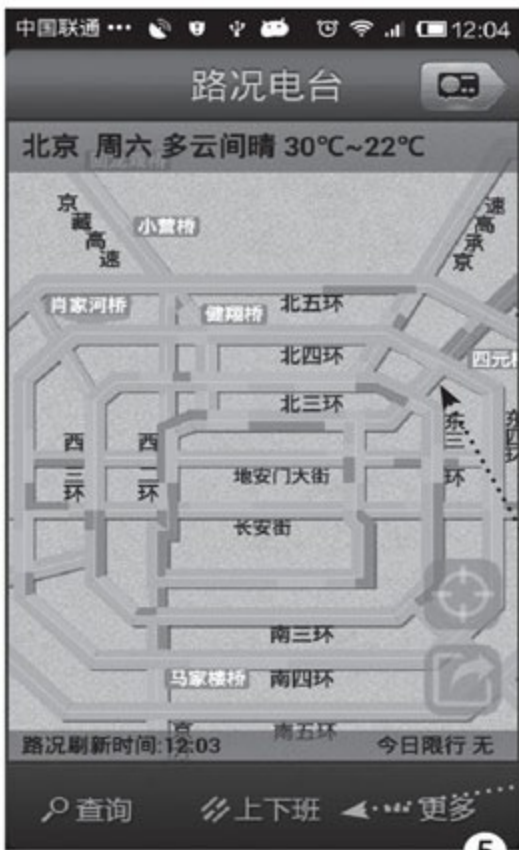 中国联通 ··· 12:04
路况电台
北京 周六 多云间晴 30℃~22℃
京藏高速
小营桥
速高承京
肖家河桥
健翔桥
北五环
北四环
四元
北三环
西三环
西二环
东三环
东四环
地安门大街
长安街
南三环
马家楼桥
南四环
京
南五环
路况刷新时间:12:03
今日限行 无
查询
上下班
更多
5